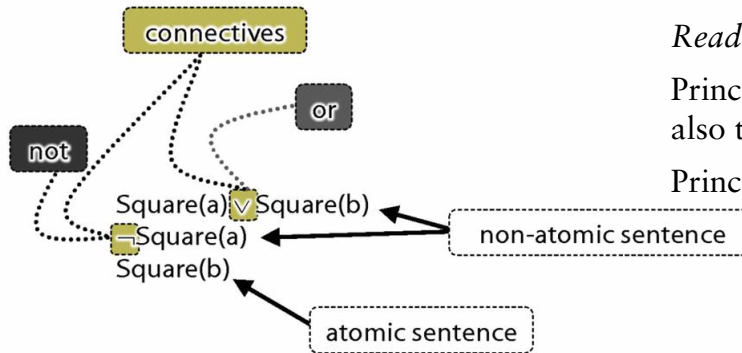 connectives
Read
or
Princ
also t
not
Princ
Square(a) ∨ Square(b)
¬Square(a)
non-atomic sentence
Square(b)
atomic sentence